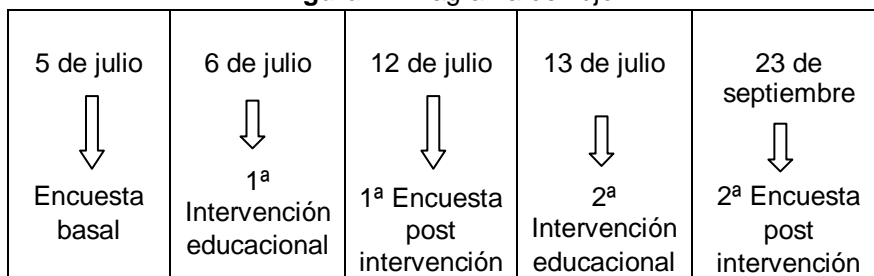 5 de julio
Encuesta
basal
6 de julio
1ª
Intervención
educacional
12 de julio
1ª Encuesta
post
intervención
13 de julio
2ª
Intervención
educacional
23 de
septiembre
2ª Encuesta
post
intervención